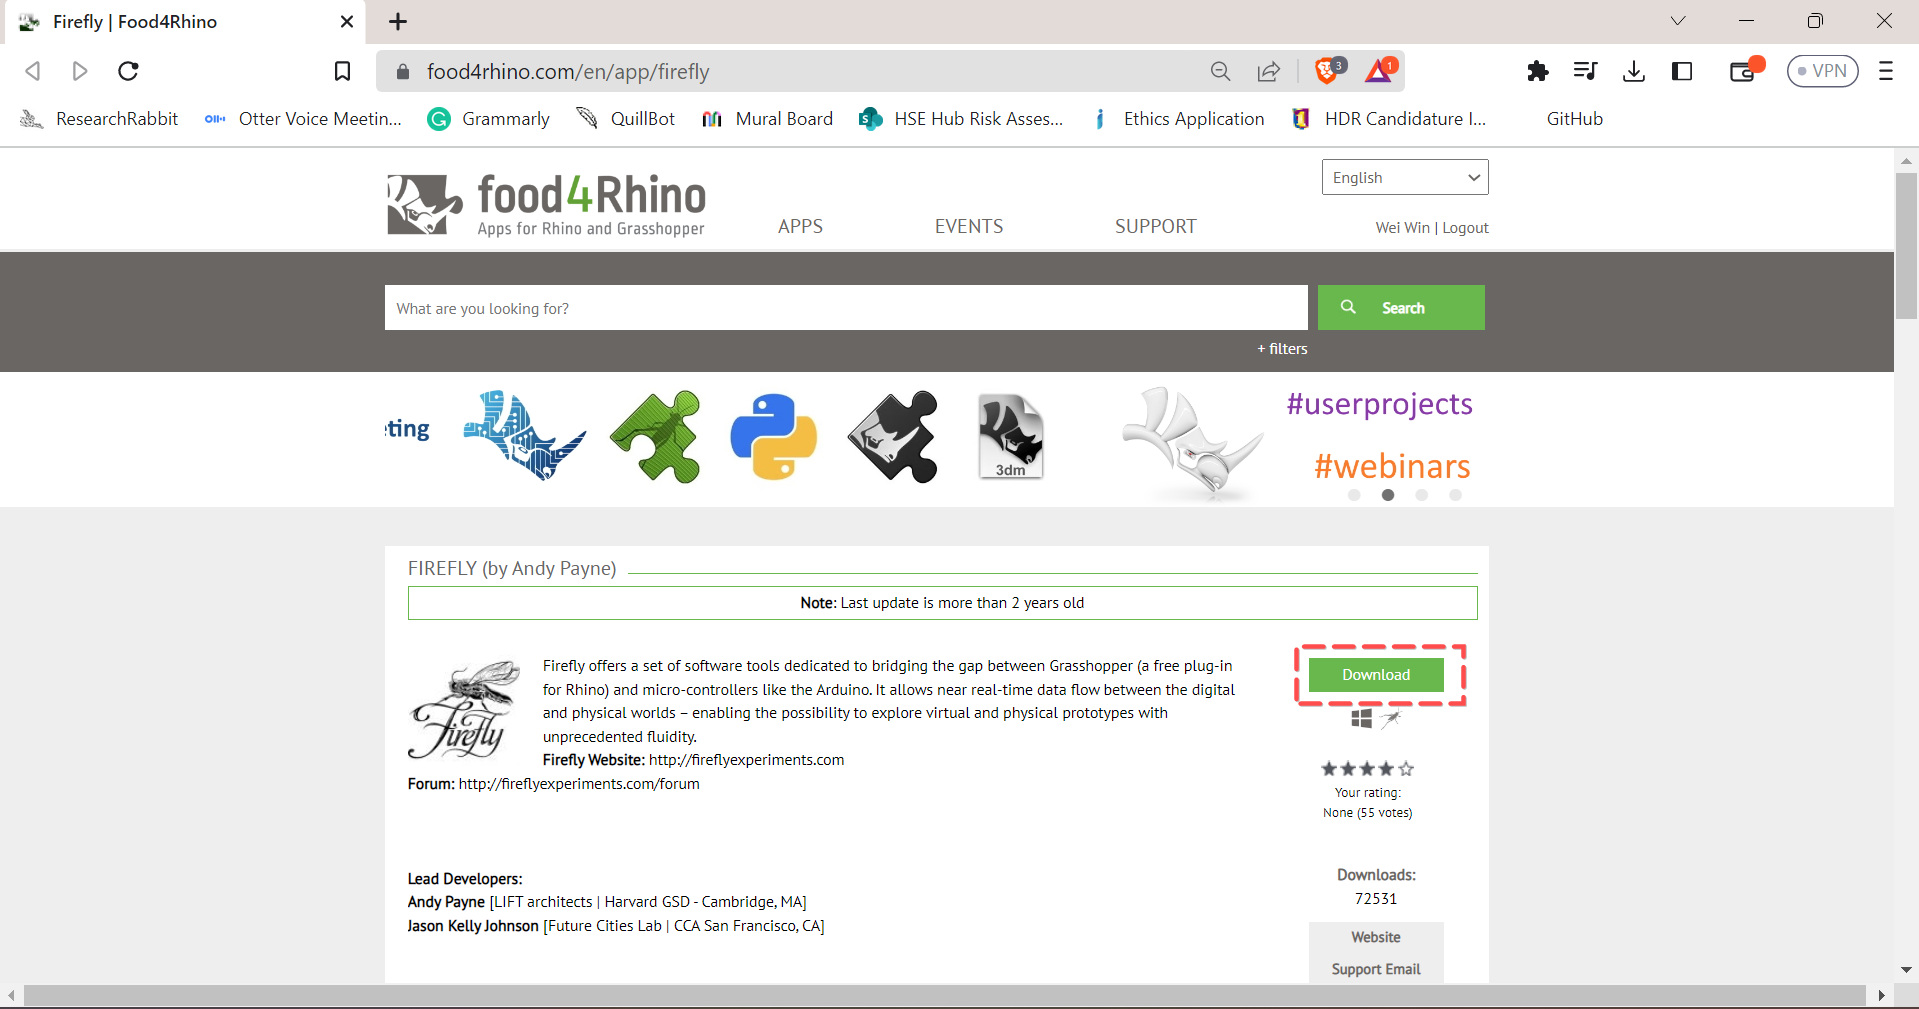 Firefly | Food4Rhino
food4rhino.com/en/app/firefly
3
1
VPN
ResearchRabbit
Otter Voice Meetin...
Grammarly
QuillBot
Mural Board
HSE Hub Risk Asses...
Ethics Application
HDR Candidature I...
GitHub
food4Rhino
Apps for Rhino and Grasshopper
APPS
EVENTS
SUPPORT
English
Wei Win | Logout
What are you looking for?
Search
+ filters
ting
3dm
#userprojects
#webinars
FIREFLY (by Andy Payne)
Note: Last update is more than 2 years old
Firefly
Firefly offers a set of software tools dedicated to bridging the gap between Grasshopper (a free plug-in
for Rhino) and micro-controllers like the Arduino. It allows near real-time data flow between the digital
and physical worlds – enabling the possibility to explore virtual and physical prototypes with
unprecedented fluidity.
Firefly Website: http://fireflyexperiments.com
Forum: http://fireflyexperiments.com/forum
Download
Your rating:
None (55 votes)
Lead Developers:
Andy Payne [LIFT architects | Harvard GSD - Cambridge, MA]
Jason Kelly Johnson [Future Cities Lab | CCA San Francisco, CA]
Downloads:
72531
Website
Support Email